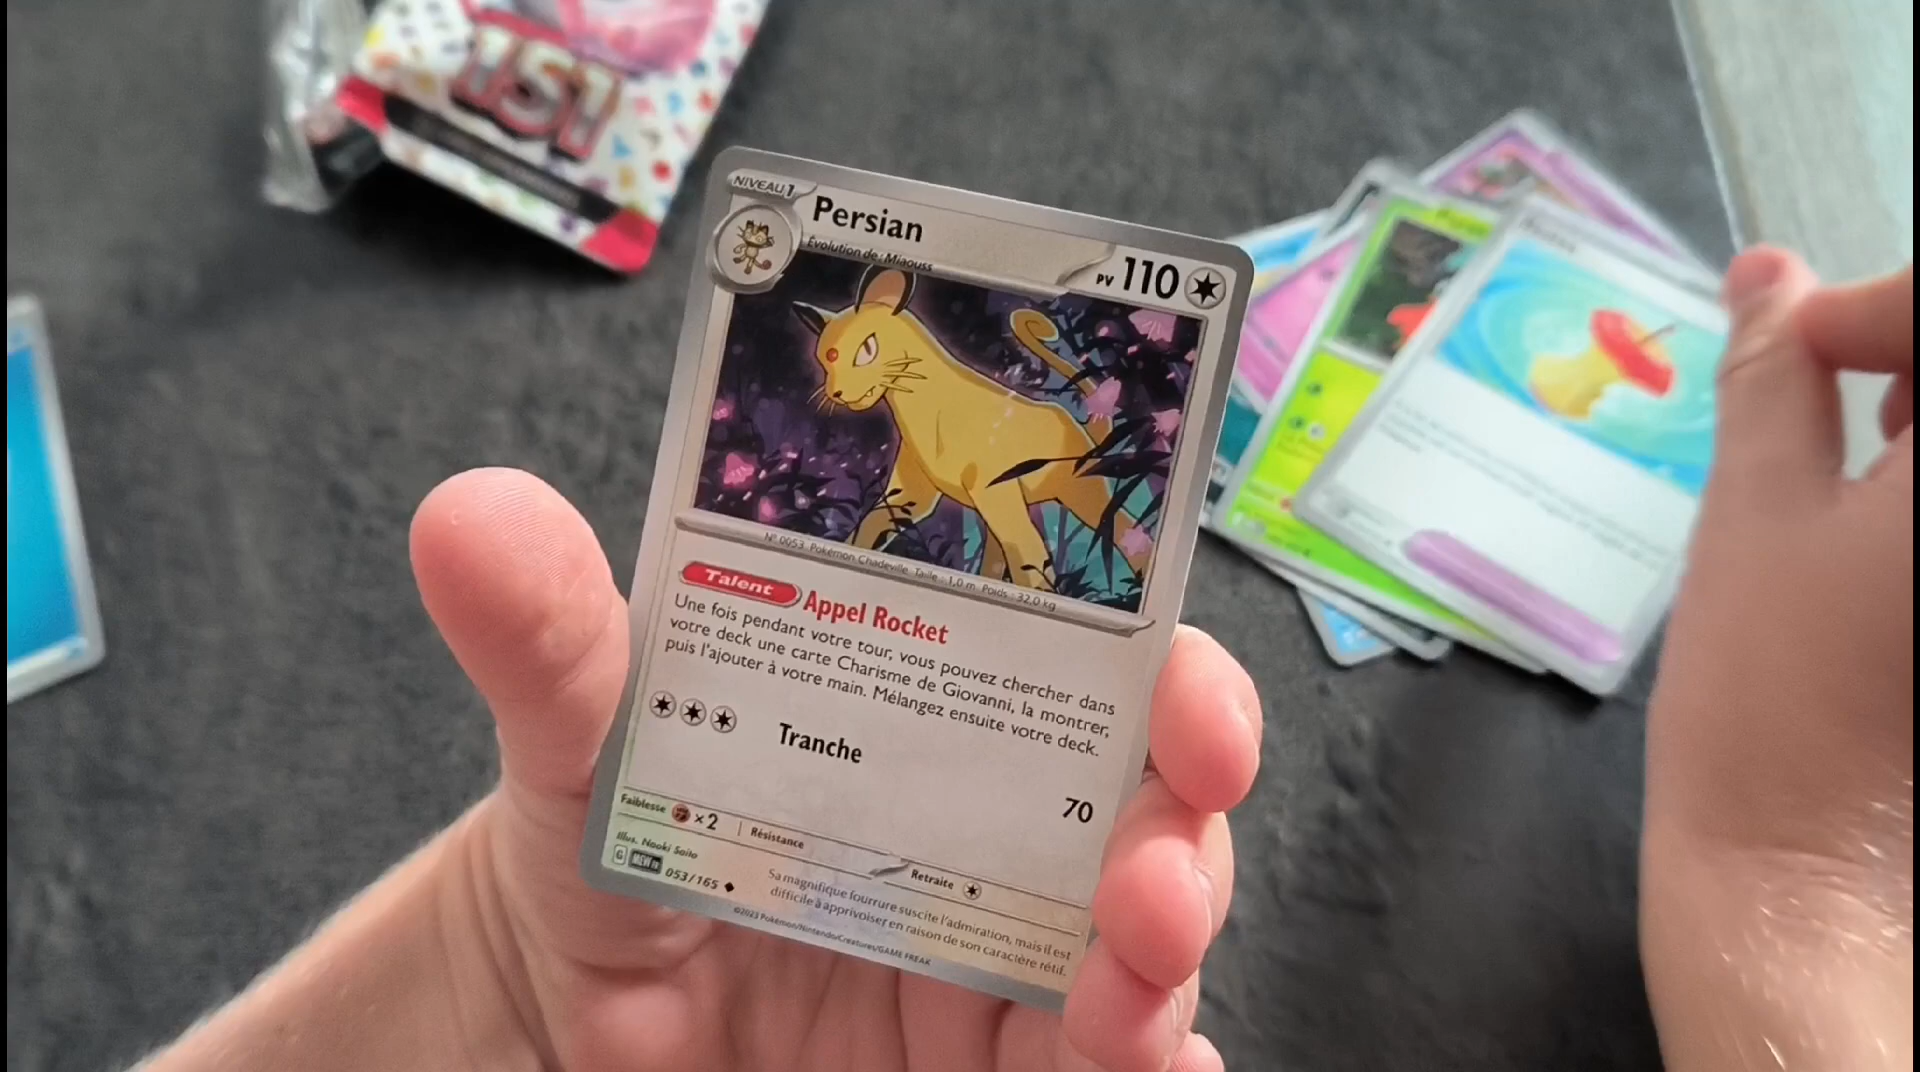 151
NIVEAU 1
Persian
Évolution de : Miaouss
PV 110
N° 0053 Pokémon Chadeville Taille : 1,0 m Poids : 32,0 kg
Talent Appel Rocket
Une fois pendant votre tour, vous pouvez chercher dans
votre deck une carte Charisme de Giovanni, la montrer,
puis l'ajouter à votre main. Mélangez ensuite votre deck.
Tranche
70
Faiblesse ×2 Résistance
Retraite
Illus. Naoki Saito
G MEW FR 053/165
Sa magnifique fourrure suscite l'admiration, mais il est
difficile à apprivoiser en raison de son caractère rétif.
©2023 Pokémon/Nintendo/Creatures/GAME FREAK